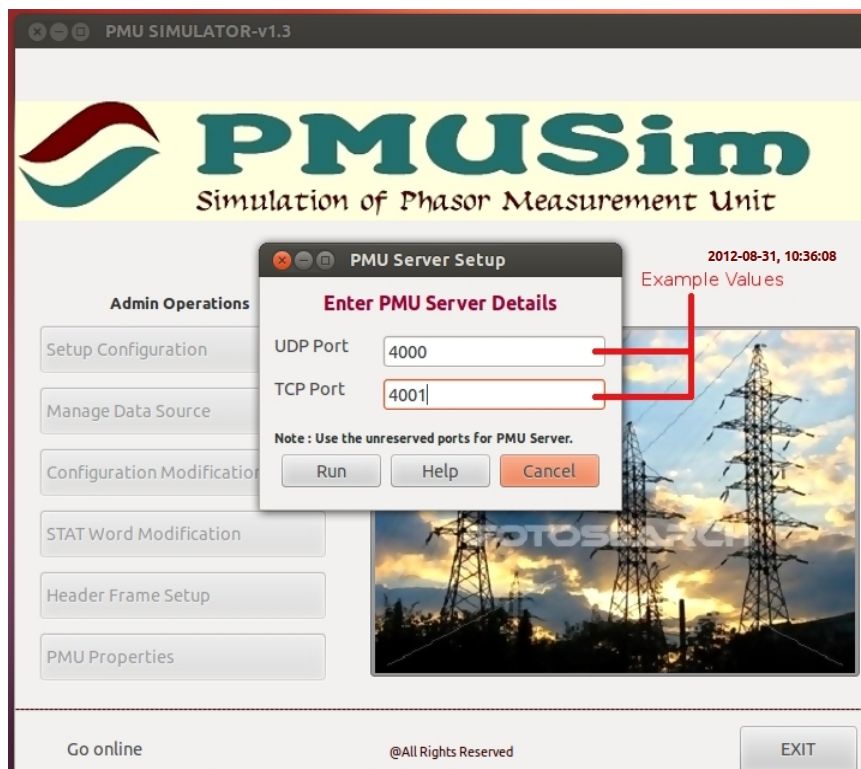 PMU SIMULATOR-v1.3
PMUSim
Simulation of Phasor Measurement Unit
2012-08-31, 10:36:08
Example Values
PMU Server Setup
Enter PMU Server Details
UDP Port
4000
TCP Port
4001
Note : Use the unreserved ports for PMU Server.
Run
Help
Cancel
Admin Operations
Setup Configuration
Manage Data Source
Configuration Modification
STAT Word Modification
Header Frame Setup
PMU Properties
FOTOSEARCH
Go online
@All Rights Reserved
EXIT